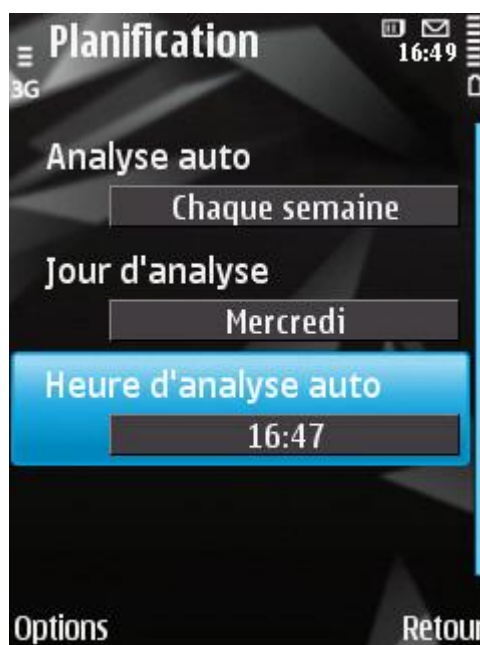 Planification
16:49
3G
Analyse auto
Chaque semaine
Jour d'analyse
Mercredi
Heure d'analyse auto
16:47
Options
Retour